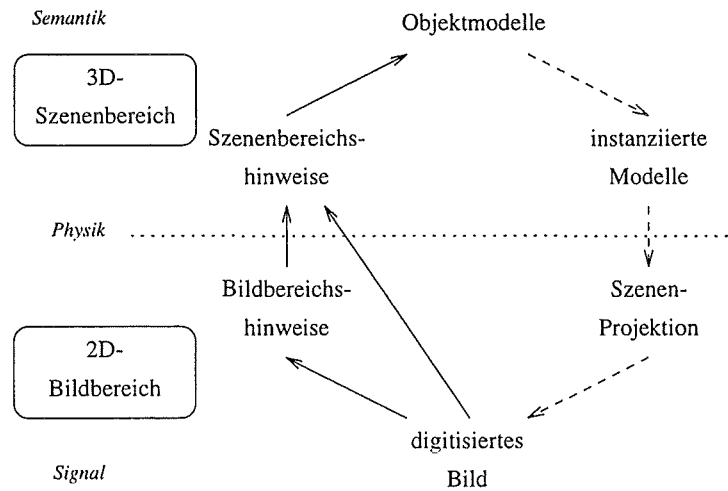 Semantik
Objektmodelle
3D-
Szenenbereich
Szenenbereichs-
hinweise
instanziierte
Modelle
Physik
Bildbereichs-
hinweise
Szenen-
Projektion
2D-
Bildbereich
digitisiertes
Bild
Signal